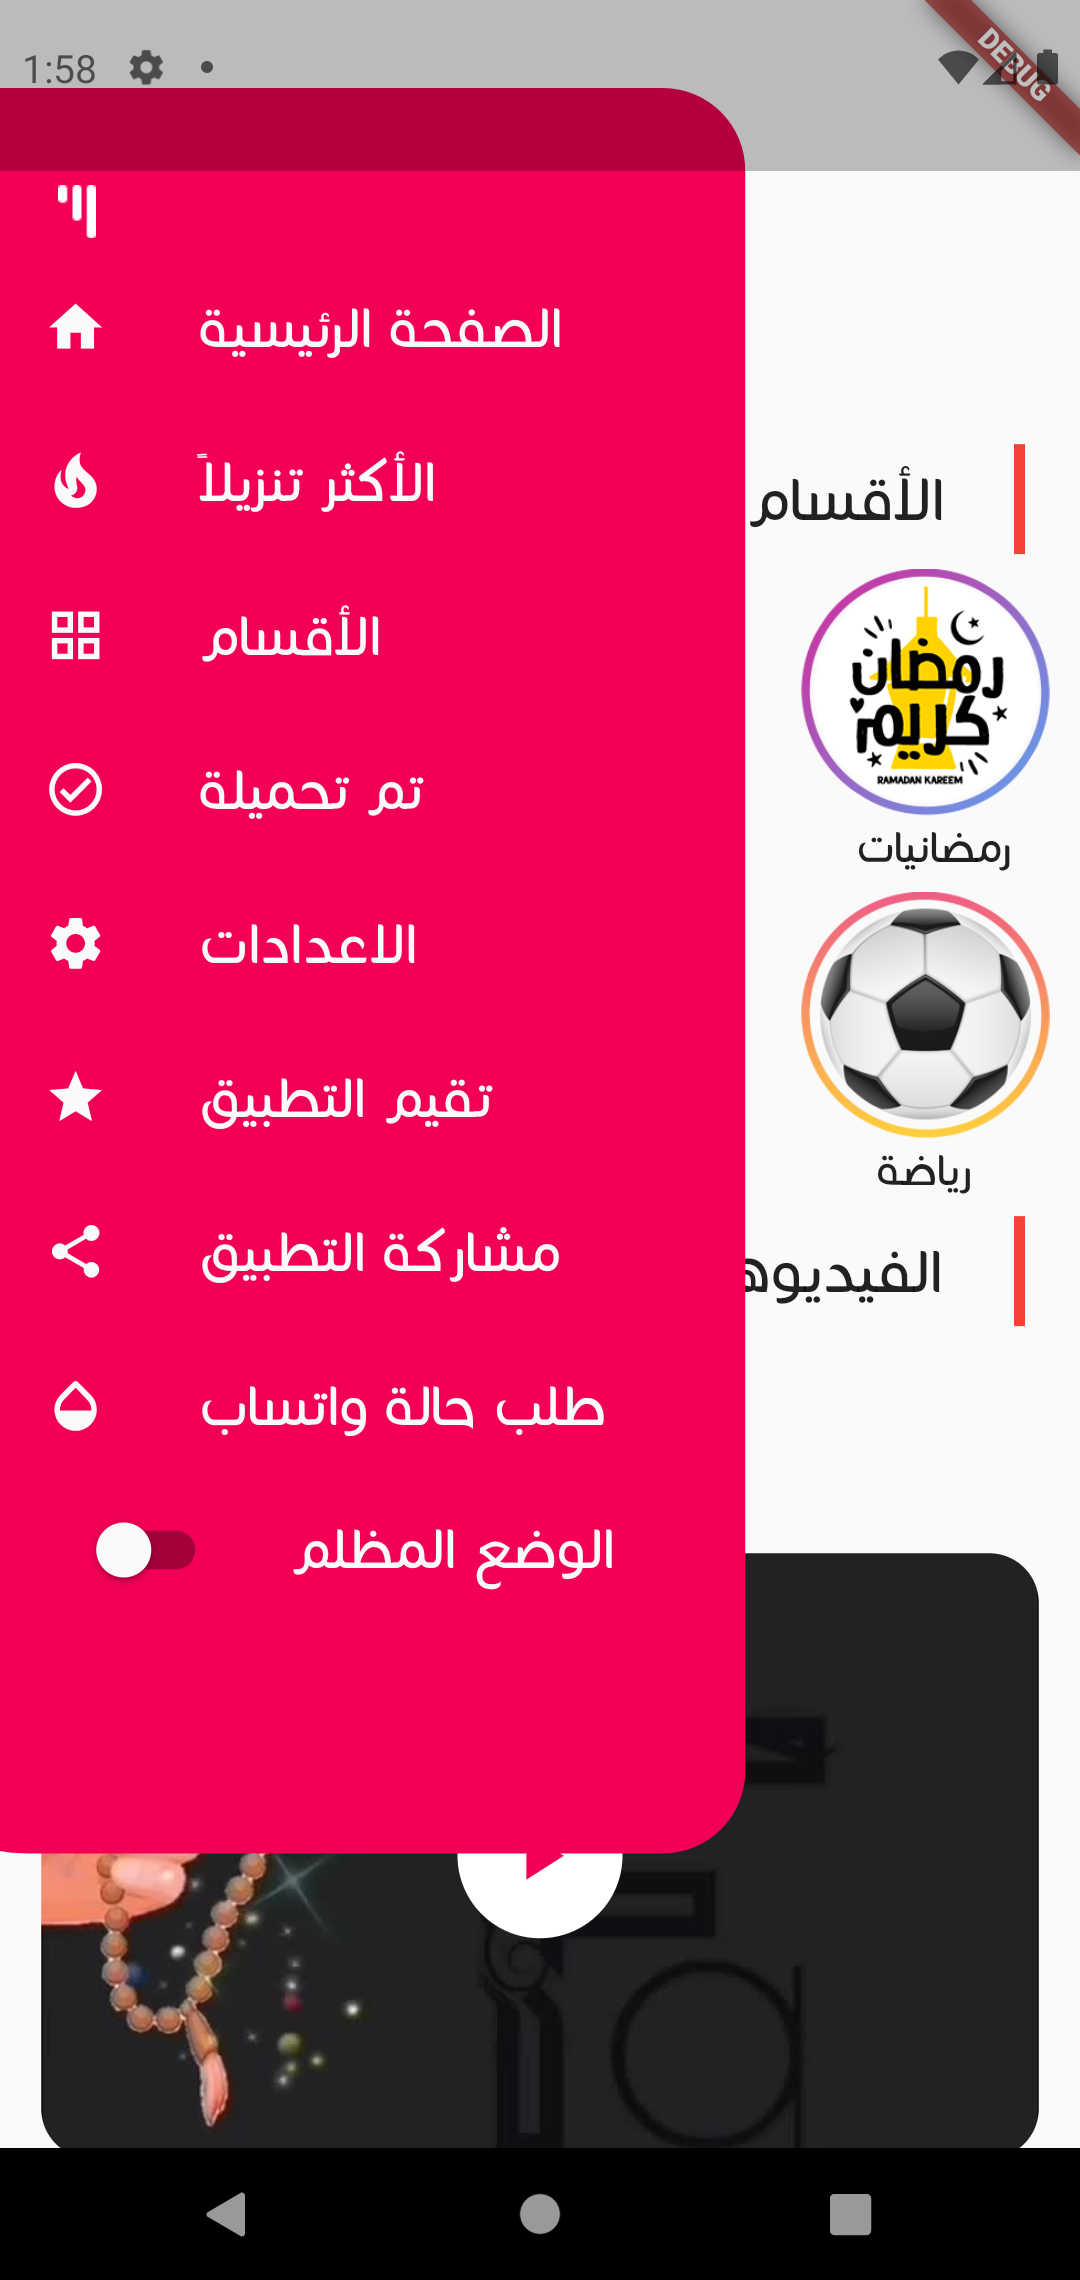 1:58
DEBUG
الصفحة الرئيسية
الأكثر تنزيلاً
الأقسام
تم تحميلة
الاعدادات
تقيم التطبيق
مشاركة التطبيق
طلب حالة واتساب
الوضع المظلم
الأقسام
رمضان
كريم
RAMADAN KAREEM
رمضانيات
رياضة
الفيديوه